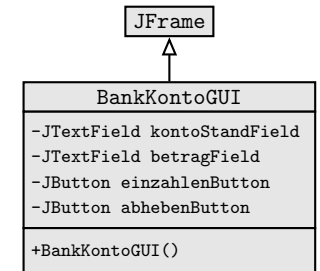 JFrame
BankKontoGUI
-JTextField kontoStandField
-JTextField betragField
-JButton einzahlenButton
-JButton abhebenButton
+BankKontoGUI()